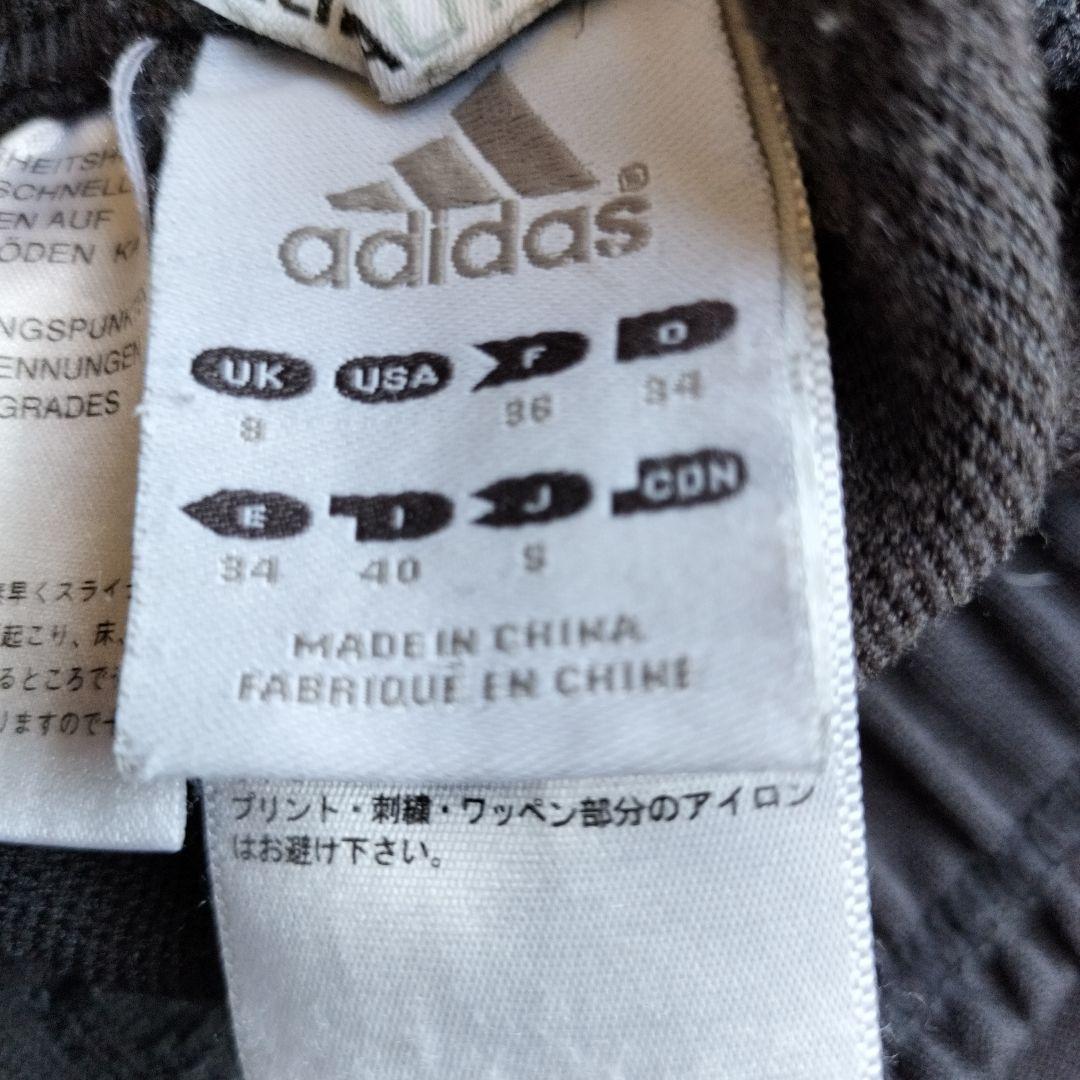 HEITSH
SCHNELL
EN AUF
ÖDEN K
NGSPUN
ENNUNGEN
GRADES
早くスライ
起こり、床、
るところで
りますので
adidas®
UK USA F D
8 36 34
E I J CDN
34 40 S
MADE IN CHINA
FABRIQUE EN CHINE
プリント・刺繍・ワッペン部分のアイロン
はお避け下さい。